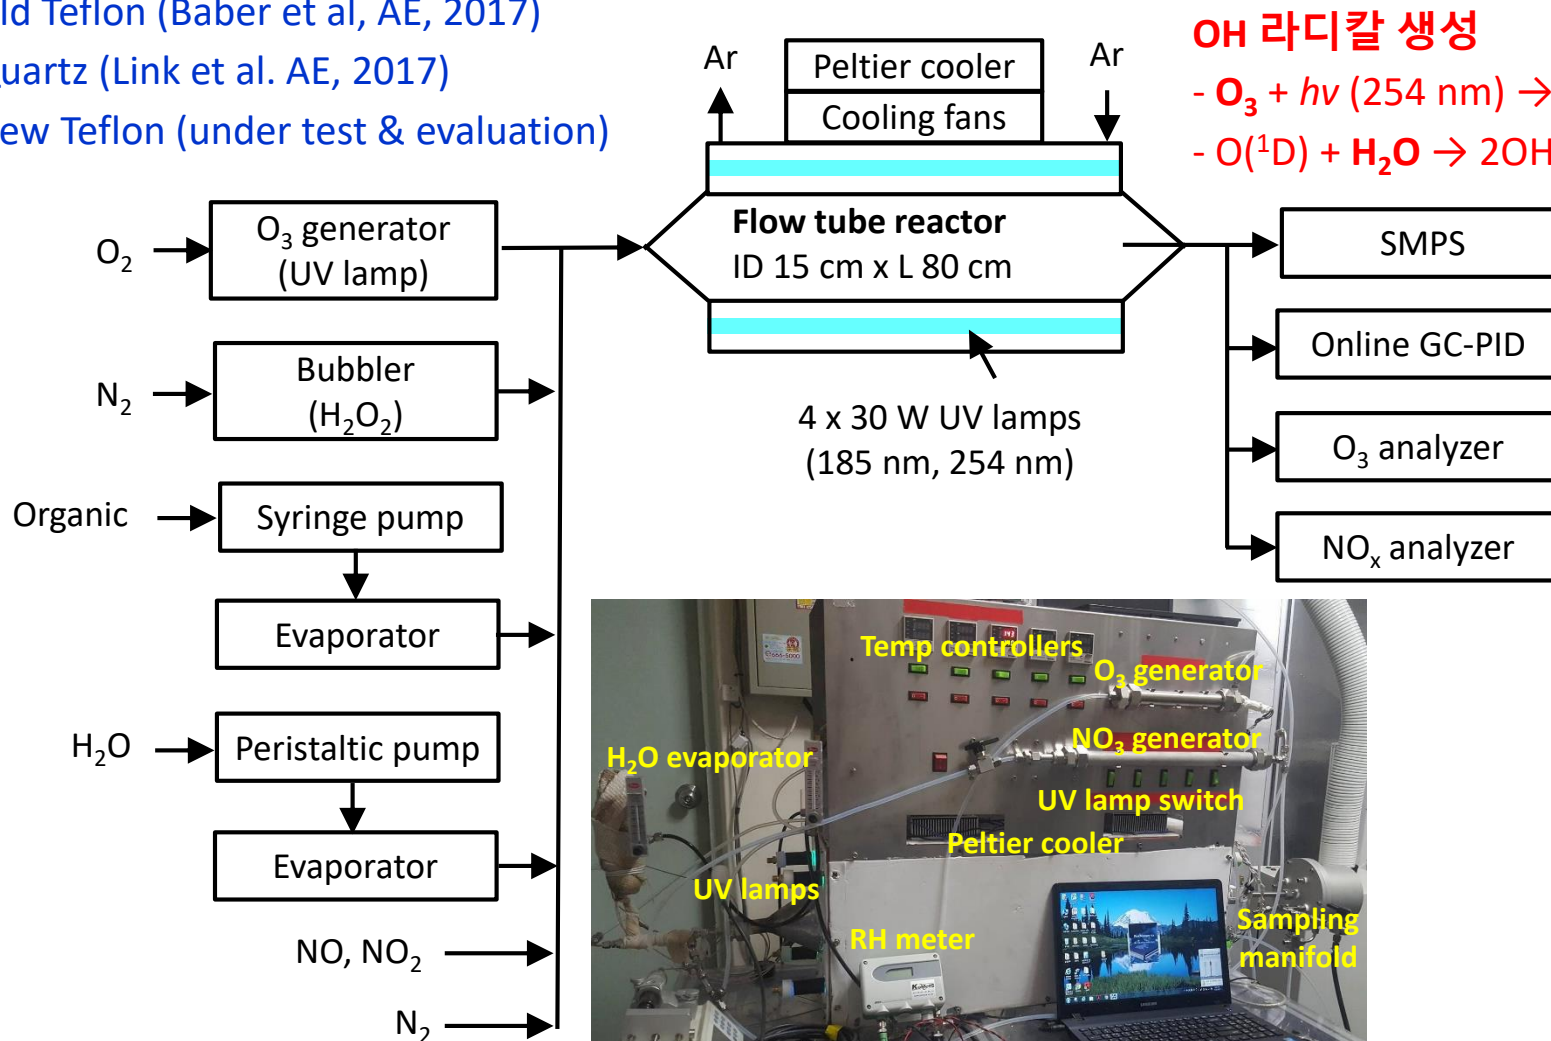 ld Teflon (Baber et al, AE, 2017)
uartz (Link et al. AE, 2017)
ew Teflon (under test & evaluation)
OH 라디칼 생성
- O₃ + hν (254 nm) →
- O(¹D) + H₂O → 2OH
Ar
Peltier cooler
Cooling fans
Ar
Flow tube reactor
ID 15 cm x L 80 cm
4 x 30 W UV lamps
(185 nm, 254 nm)
O₂
O₃ generator
(UV lamp)
N₂
Bubbler
(H₂O₂)
Organic
Syringe pump
Evaporator
H₂O
Peristaltic pump
Evaporator
NO, NO₂
N₂
SMPS
Online GC-PID
O₃ analyzer
NOₓ analyzer
Temp controllers
O₃ generator
NO₃ generator
H₂O evaporator
UV lamp switch
Peltier cooler
UV lamps
RH meter
Sampling
manifold